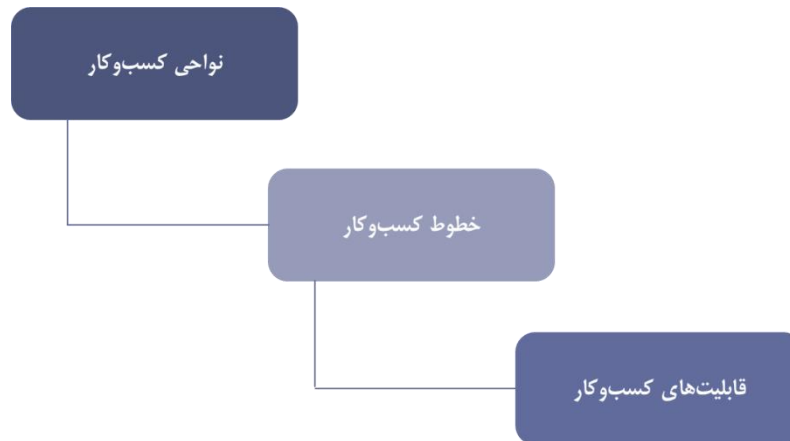 نواحی کسب‌وکار
خطوط کسب‌وکار
قابلیت‌های کسب‌وکار